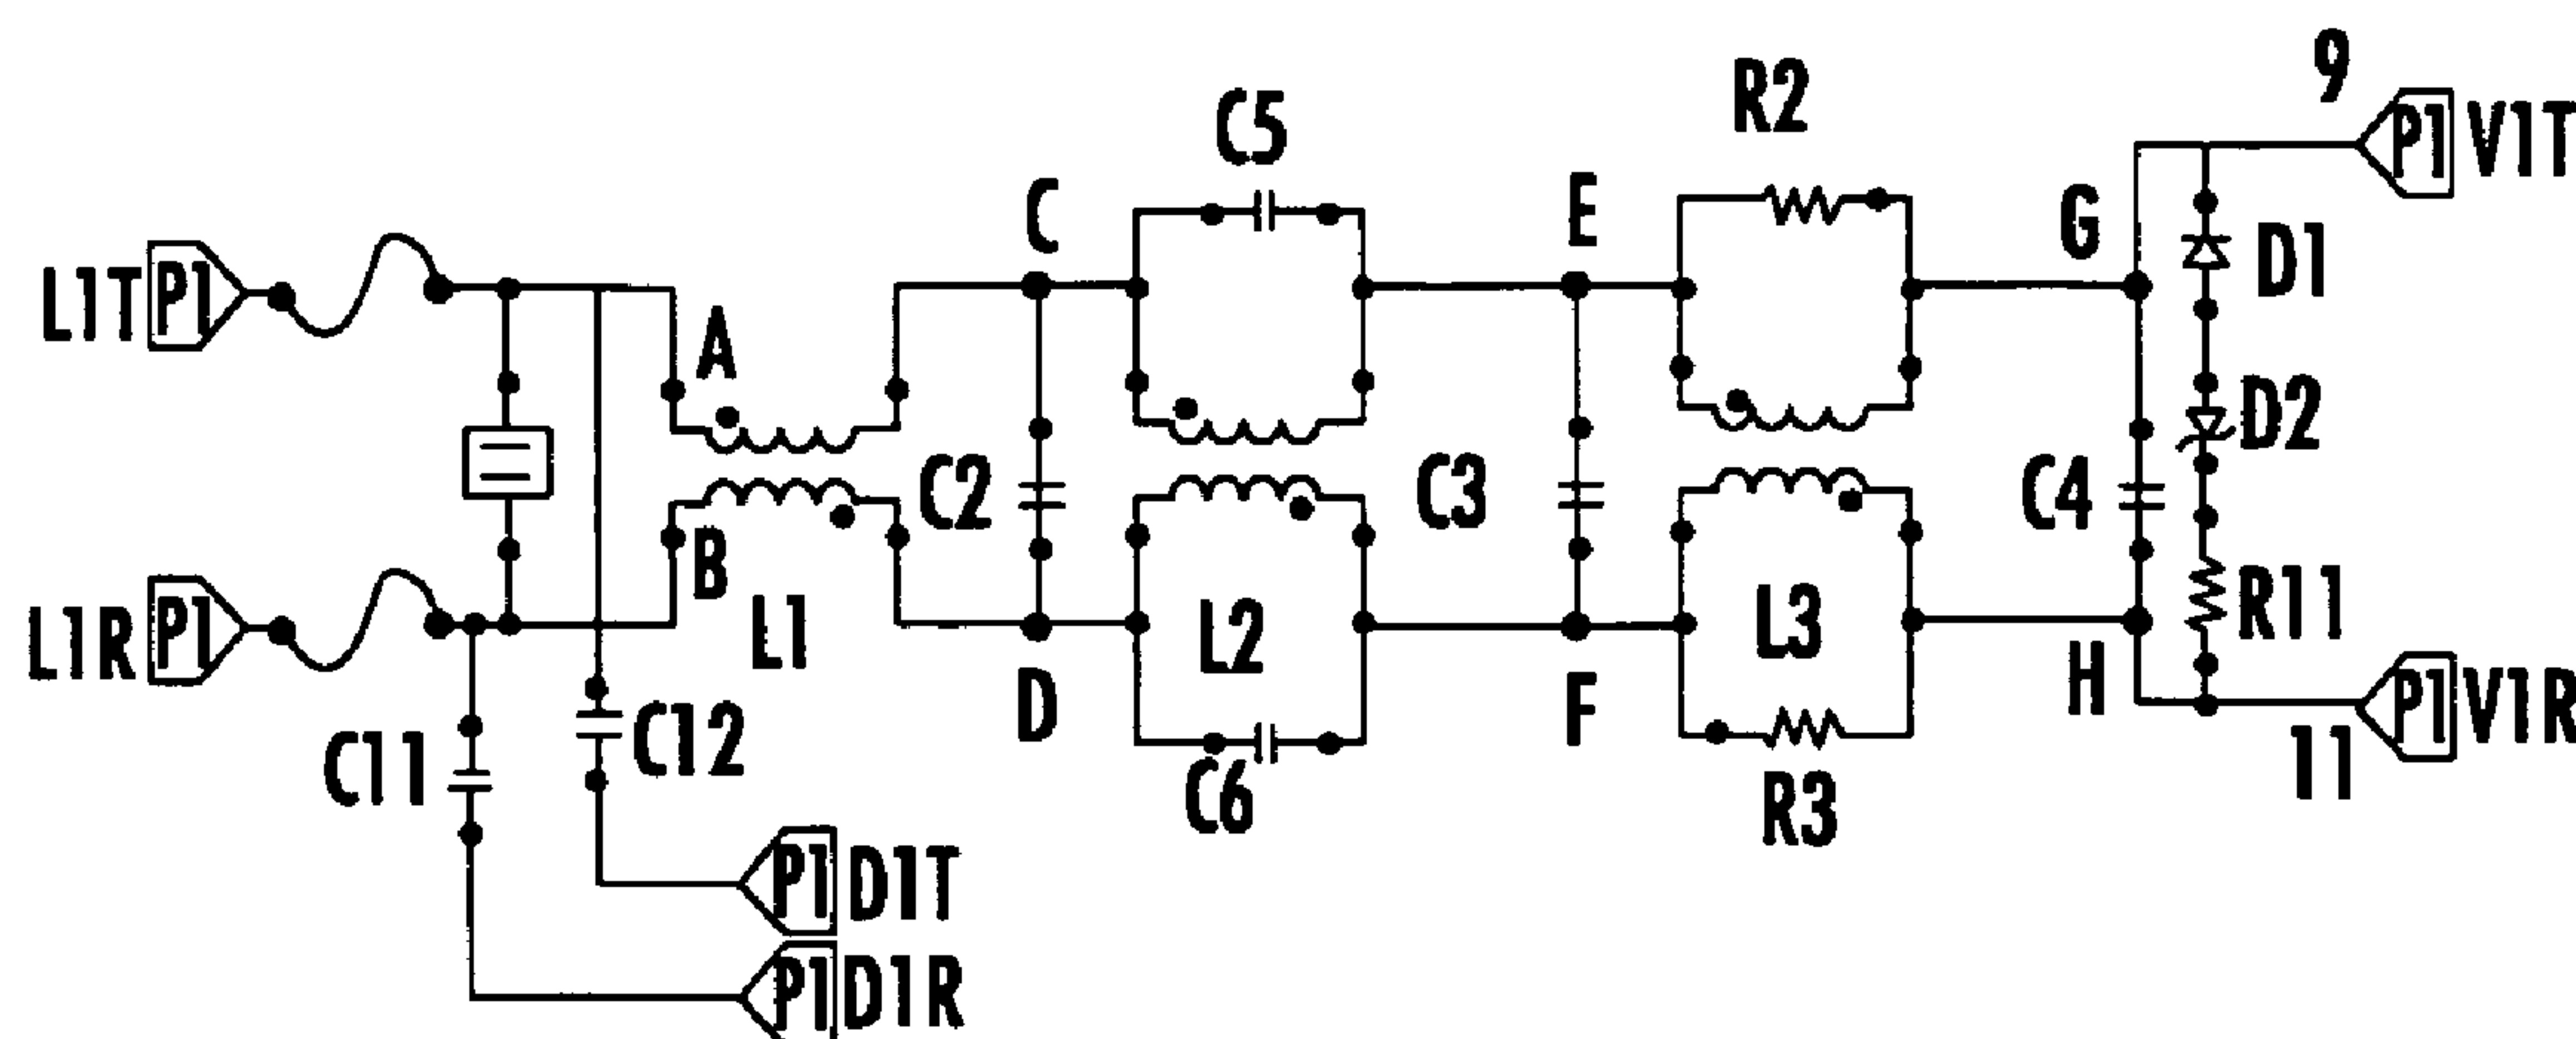 9
R2
C5
P1 V1T
C
E
G
D1
L1T P1
A
D2
C2
C3
C4
B
L1
L2
L3
R11
L1R P1
D
F
H
P1 V1R
C12
C11
C6
R3
11
P1 D1T
P1 D1R